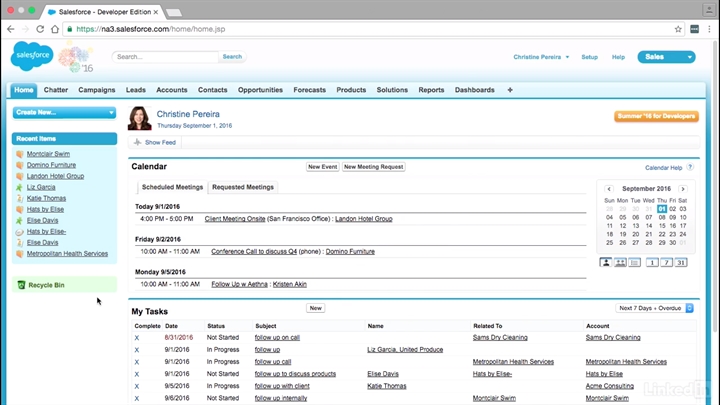 Salesforce - Developer Edition
https://na3.salesforce.com/home/home.jsp
salesforce
'16
Search...
Search
Christine Pereira
Setup
Help
Sales
Home Chatter Campaigns Leads Accounts Contacts Opportunities Forecasts Products Solutions Reports Dashboards +
Create New...
Recent Items
Montclair Swim
Domino Furniture
Landon Hotel Group
Liz Garcia
Katie Thomas
Hats by Elise
Elise Davis
Hats by Elise-
Elise Davis
Metropolitan Health Services
Recycle Bin
Christine Pereira
Thursday September 1, 2016
Summer '16 for Developers
Show Feed
Calendar
New Event
New Meeting Request
Calendar Help ?
Scheduled Meetings
Requested Meetings
Today 9/1/2016
4:00 PM - 5:00 PM Client Meeting Onsite (San Francisco Office) : Landon Hotel Group
Friday 9/2/2016
10:00 AM - 11:00 AM Conference Call to discuss Q4 (phone) : Domino Furniture
Monday 9/5/2016
10:00 AM - 11:00 AM Follow Up w Aethna : Kristen Akin
September 2016
Sun Mon Tue Wed Thu Fri Sat
28 29 30 31 01 02 03
04 05 06 07 08 09 10
11 12 13 14 15 16 17
18 19 20 21 22 23 24
25 26 27 28 29 30 01
1 7 31
My Tasks
New
Next 7 Days + Overdue
Complete Date Status Subject Name Related To Account
X 8/31/2016 Not Started follow up on call Sams Dry Cleaning Sams Dry Cleaning
X 9/1/2016 In Progress follow up Liz Garcia, United Produce
X 9/1/2016 In Progress follow up call Metropolitan Health Services Metropolitan Health Services
X 9/1/2016 Not Started follow up to discuss products Elise Davis Hats by Elise- Hats by Elise
X 9/5/2016 In Progress follow up with client Katie Thomas Acme Consulting
X 9/6/2016 Not Started follow up internally Montclair Swim Montclair Swim
LinkedIn